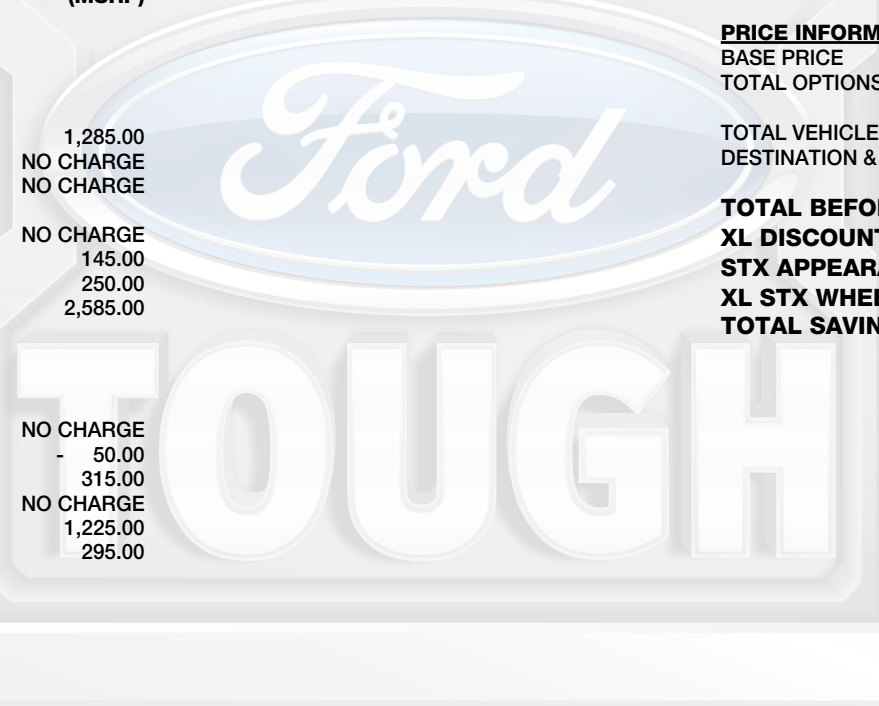 (MSRP)
1,285.00
NO CHARGE
NO CHARGE
NO CHARGE
145.00
250.00
2,585.00
NO CHARGE
- 50.00
315.00
NO CHARGE
1,225.00
295.00
Ford
TOUGH
PRICE INFORM
BASE PRICE
TOTAL OPTIONS
TOTAL VEHICLE
DESTINATION &
TOTAL BEFO
XL DISCOUNT
STX APPEAR
XL STX WHEE
TOTAL SAVIN